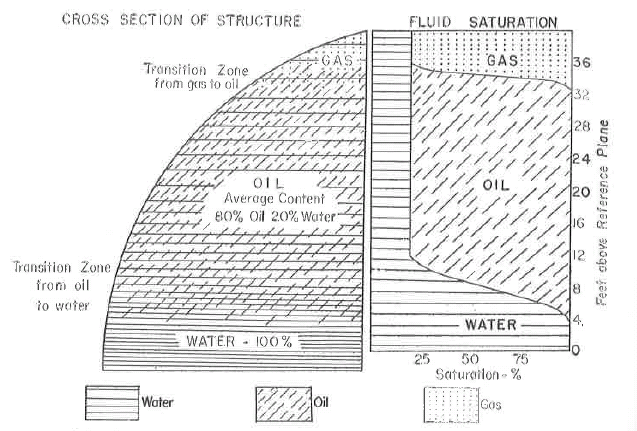 CROSS SECTION OF STRUCTURE
FLUID SATURATION
GAS
Transition Zone
from gas to oil
OIL
Average Content
80% Oil 20% Water
Transition Zone
from oil
to water
WATER - 100%
GAS
OIL
WATER
36
32
28
24
20
16
12
8
4
0
Feet above Reference Plane
25 50 75
Saturation - %
Water
Oil
Gas